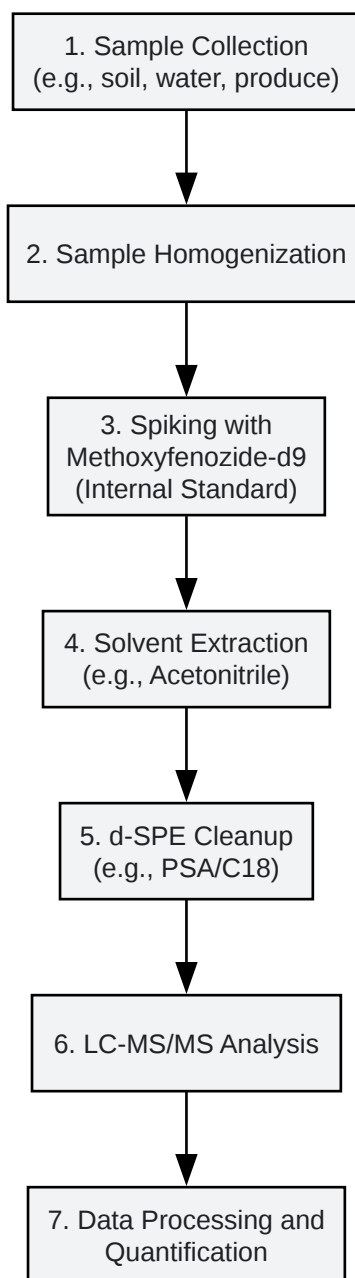 1. Sample Collection
(e.g., soil, water, produce)
2. Sample Homogenization
3. Spiking with
Methoxyfenozide-d9
(Internal Standard)
4. Solvent Extraction
(e.g., Acetonitrile)
5. d-SPE Cleanup
(e.g., PSA/C18)
6. LC-MS/MS Analysis
7. Data Processing and
Quantification